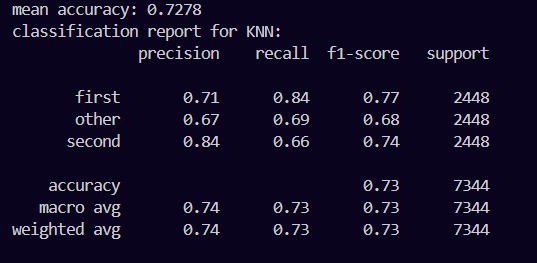 mean accuracy: 0.7278
classification report for KNN:
precision recall f1-score support
first 0.71 0.84 0.77 2448
other 0.67 0.69 0.68 2448
second 0.84 0.66 0.74 2448
accuracy 0.73 7344
macro avg 0.74 0.73 0.73 7344
weighted avg 0.74 0.73 0.73 7344